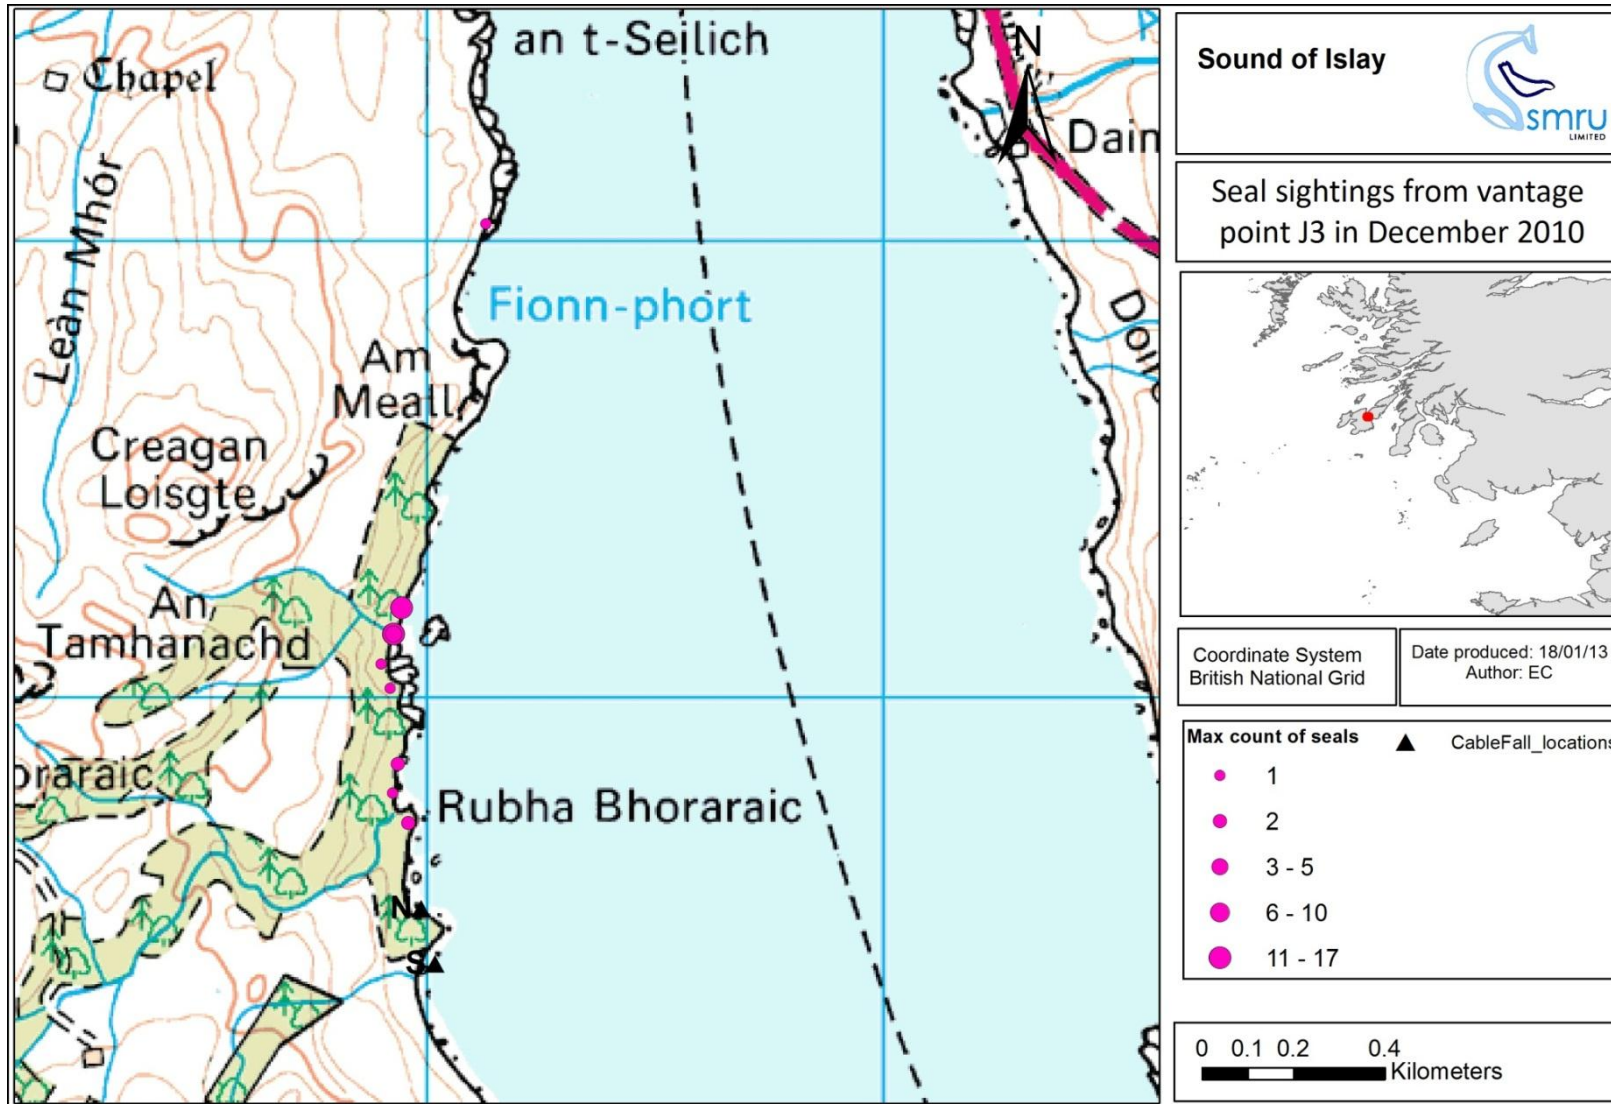 an t-Seilich
N
Chapel
Dain
Leàn Mhór
Fionn-phort
Am
Meall
Creagan
Loisgte
An
Tamhanachd
oraraic
Rubha Bhoraraic
N
S
Sound of Islay
smru
LIMITED
Seal sightings from vantage
point J3 in December 2010
Coordinate System
British National Grid
Date produced: 18/01/13
Author: EC
Max count of seals
1
2
3 - 5
6 - 10
11 - 17
CableFall_locations
0 0.1 0.2 0.4
Kilometers